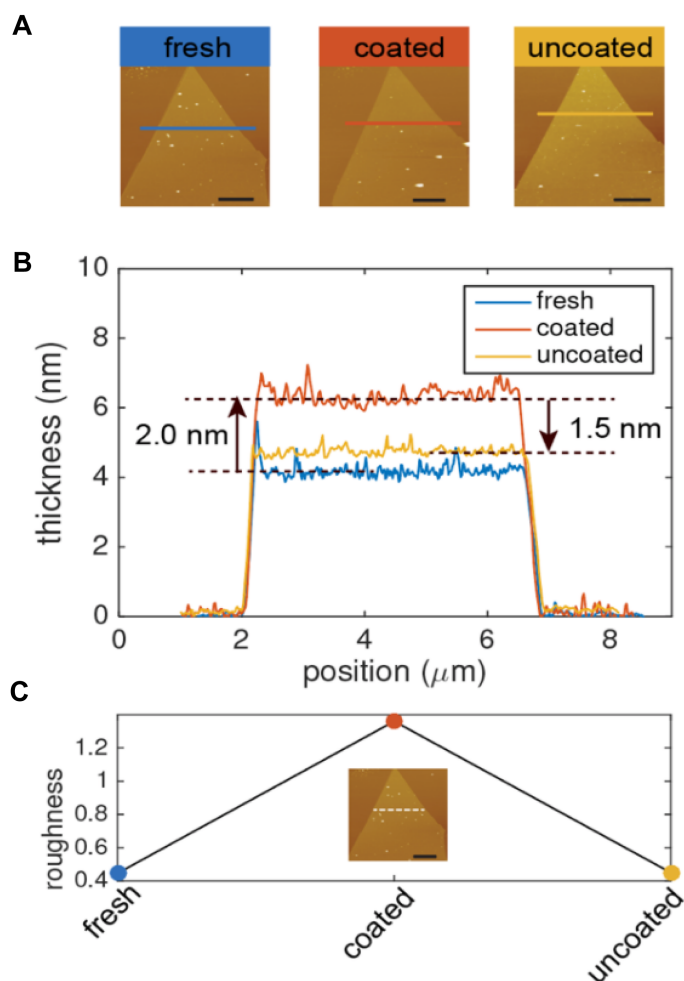 A
fresh
coated
uncoated
B
10
8
6
4
2
0
thickness (nm)
fresh
coated
uncoated
2.0 nm
1.5 nm
0 2 4 6 8
position (μm)
C
1.2
1
0.8
0.6
0.4
roughness
fresh
coated
uncoated